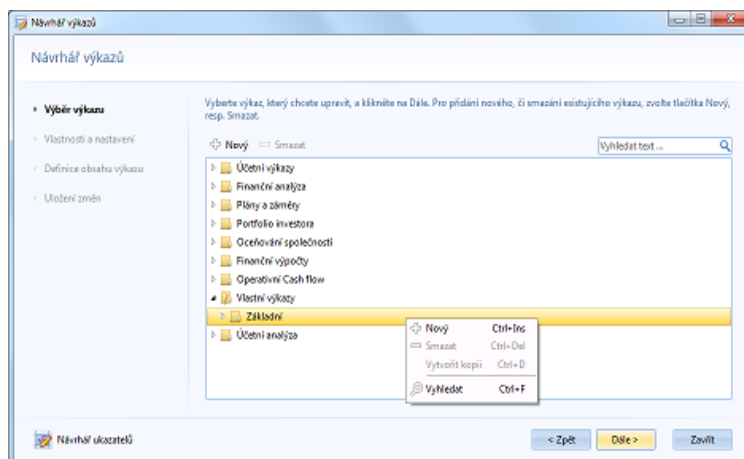 Návrhář výkazů
Návrhář výkazů
Výběr výkazu
Vlastnosti a nastavení
Definice obsahu výkazu
Uložení změn
Vyberte výkaz, který chcete upravit, a klikněte na Dále. Pro přidání nového, či smazání existujícího výkazu, zvolte tlačítka Nový,
resp. Smazat.
Nový Smazat
Vyhledat text ...
Účetní výkazy
Finanční analýza
Plány a záměry
Portfolio investora
Oceňování společnosti
Finanční výpočty
Operativní Cash flow
Vlastní výkazy
Základní
Účetní analýza
Nový Ctrl+Ins
Smazat Ctrl+Del
Vytvořit kopii Ctrl+D
Vyhledat Ctrl+F
Návrhář ukazatelů
< Zpět Dále > Zavřít